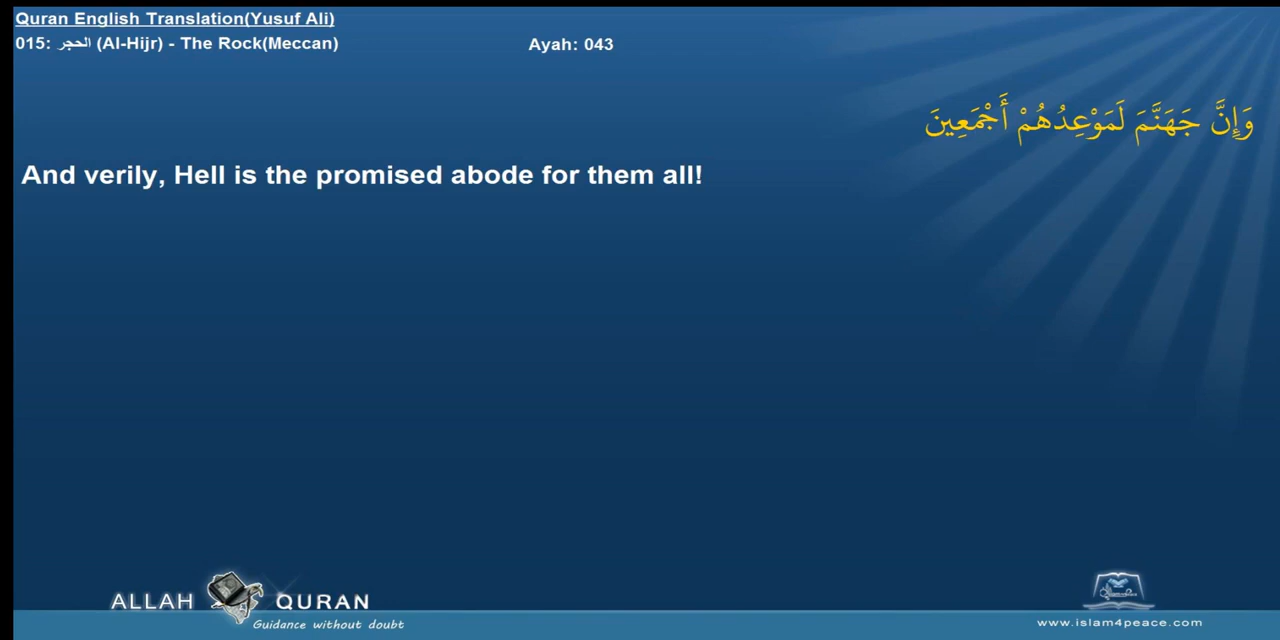 Quran English Translation(Yusuf Ali)
015: الحجر (Al-Hijr) - The Rock(Meccan)
Ayah: 043
وَإِنَّ جَهَنَّمَ لَمَوْعِدُهُمْ أَجْمَعِينَ
And verily, Hell is the promised abode for them all!
ALLAH QURAN
Guidance without doubt
www.islam4peace.com